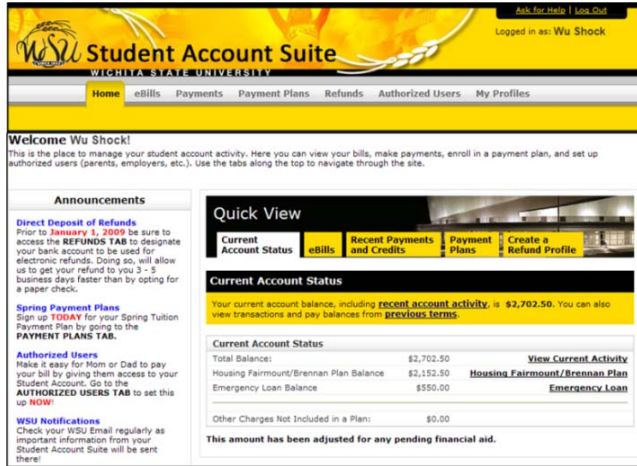 Ask for Help | Log Out
Logged in as: Wu Shock
WSU Student Account Suite
WICHITA STATE UNIVERSITY
Home eBills Payments Payment Plans Refunds Authorized Users My Profiles
Welcome Wu Shock!
This is the place to manage your student account activity. Here you can view your bills, make payments, enroll in a payment plan, and set up
authorized users (parents, employers, etc.). Use the tabs along the top to navigate through the site.
Announcements
Direct Deposit of Refunds
Prior to January 1, 2009 be sure to
access the REFUNDS TAB to designate
your bank account to be used for
electronic refunds. Doing so, will allow
us to get your refund to you 3 - 5
business days faster than by opting for
a paper check.
Spring Payment Plans
Sign up TODAY for your Spring Tuition
Payment Plan by going to the
PAYMENT PLANS TAB.
Authorized Users
Make it easy for Mom or Dad to pay
your bill by giving them access to your
Student Account. Go to the
AUTHORIZED USERS TAB to set this
up NOW!
WSU Notifications
Check your WSU Email regularly as
important information from your
Student Account Suite will be sent
there!
Quick View
Current Account Status eBills Recent Payments and Credits Payment Plans Create a Refund Profile
Current Account Status
Your current account balance, including recent account activity, is $2,702.50. You can also
view transactions and pay balances from previous terms.
Current Account Status
Total Balance: $2,702.50 View Current Activity
Housing Fairmount/Brennan Plan Balance $2,152.50 Housing Fairmount/Brennan Plan
Emergency Loan Balance $550.00 Emergency Loan
Other Charges Not Included in a Plan: $0.00
This amount has been adjusted for any pending financial aid.